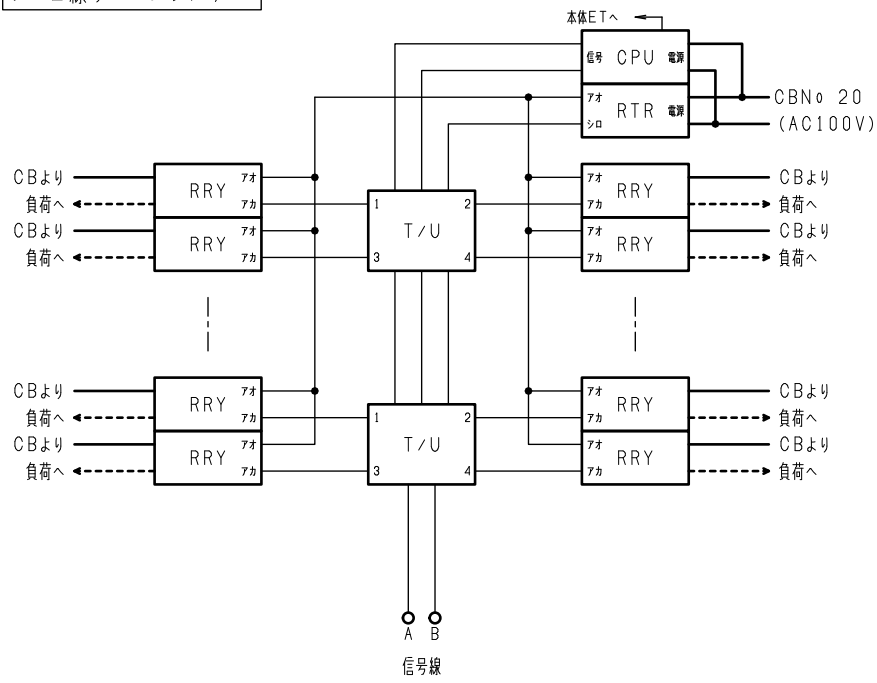 本体ETへ
信号 CPU 電源
アオ RTR 電源
シロ
CBNo 20
(AC100V)
CBより RRY アオ
負荷へ アカ
CBより RRY アオ
負荷へ アカ
1 2
T/U
3 4
アオ RRY CBより
アカ 負荷へ
アオ RRY CBより
アカ 負荷へ
CBより RRY アオ
負荷へ アカ
CBより RRY アオ
負荷へ アカ
1 2
T/U
3 4
アオ RRY CBより
アカ 負荷へ
アオ RRY CBより
アカ 負荷へ
A B
信号線